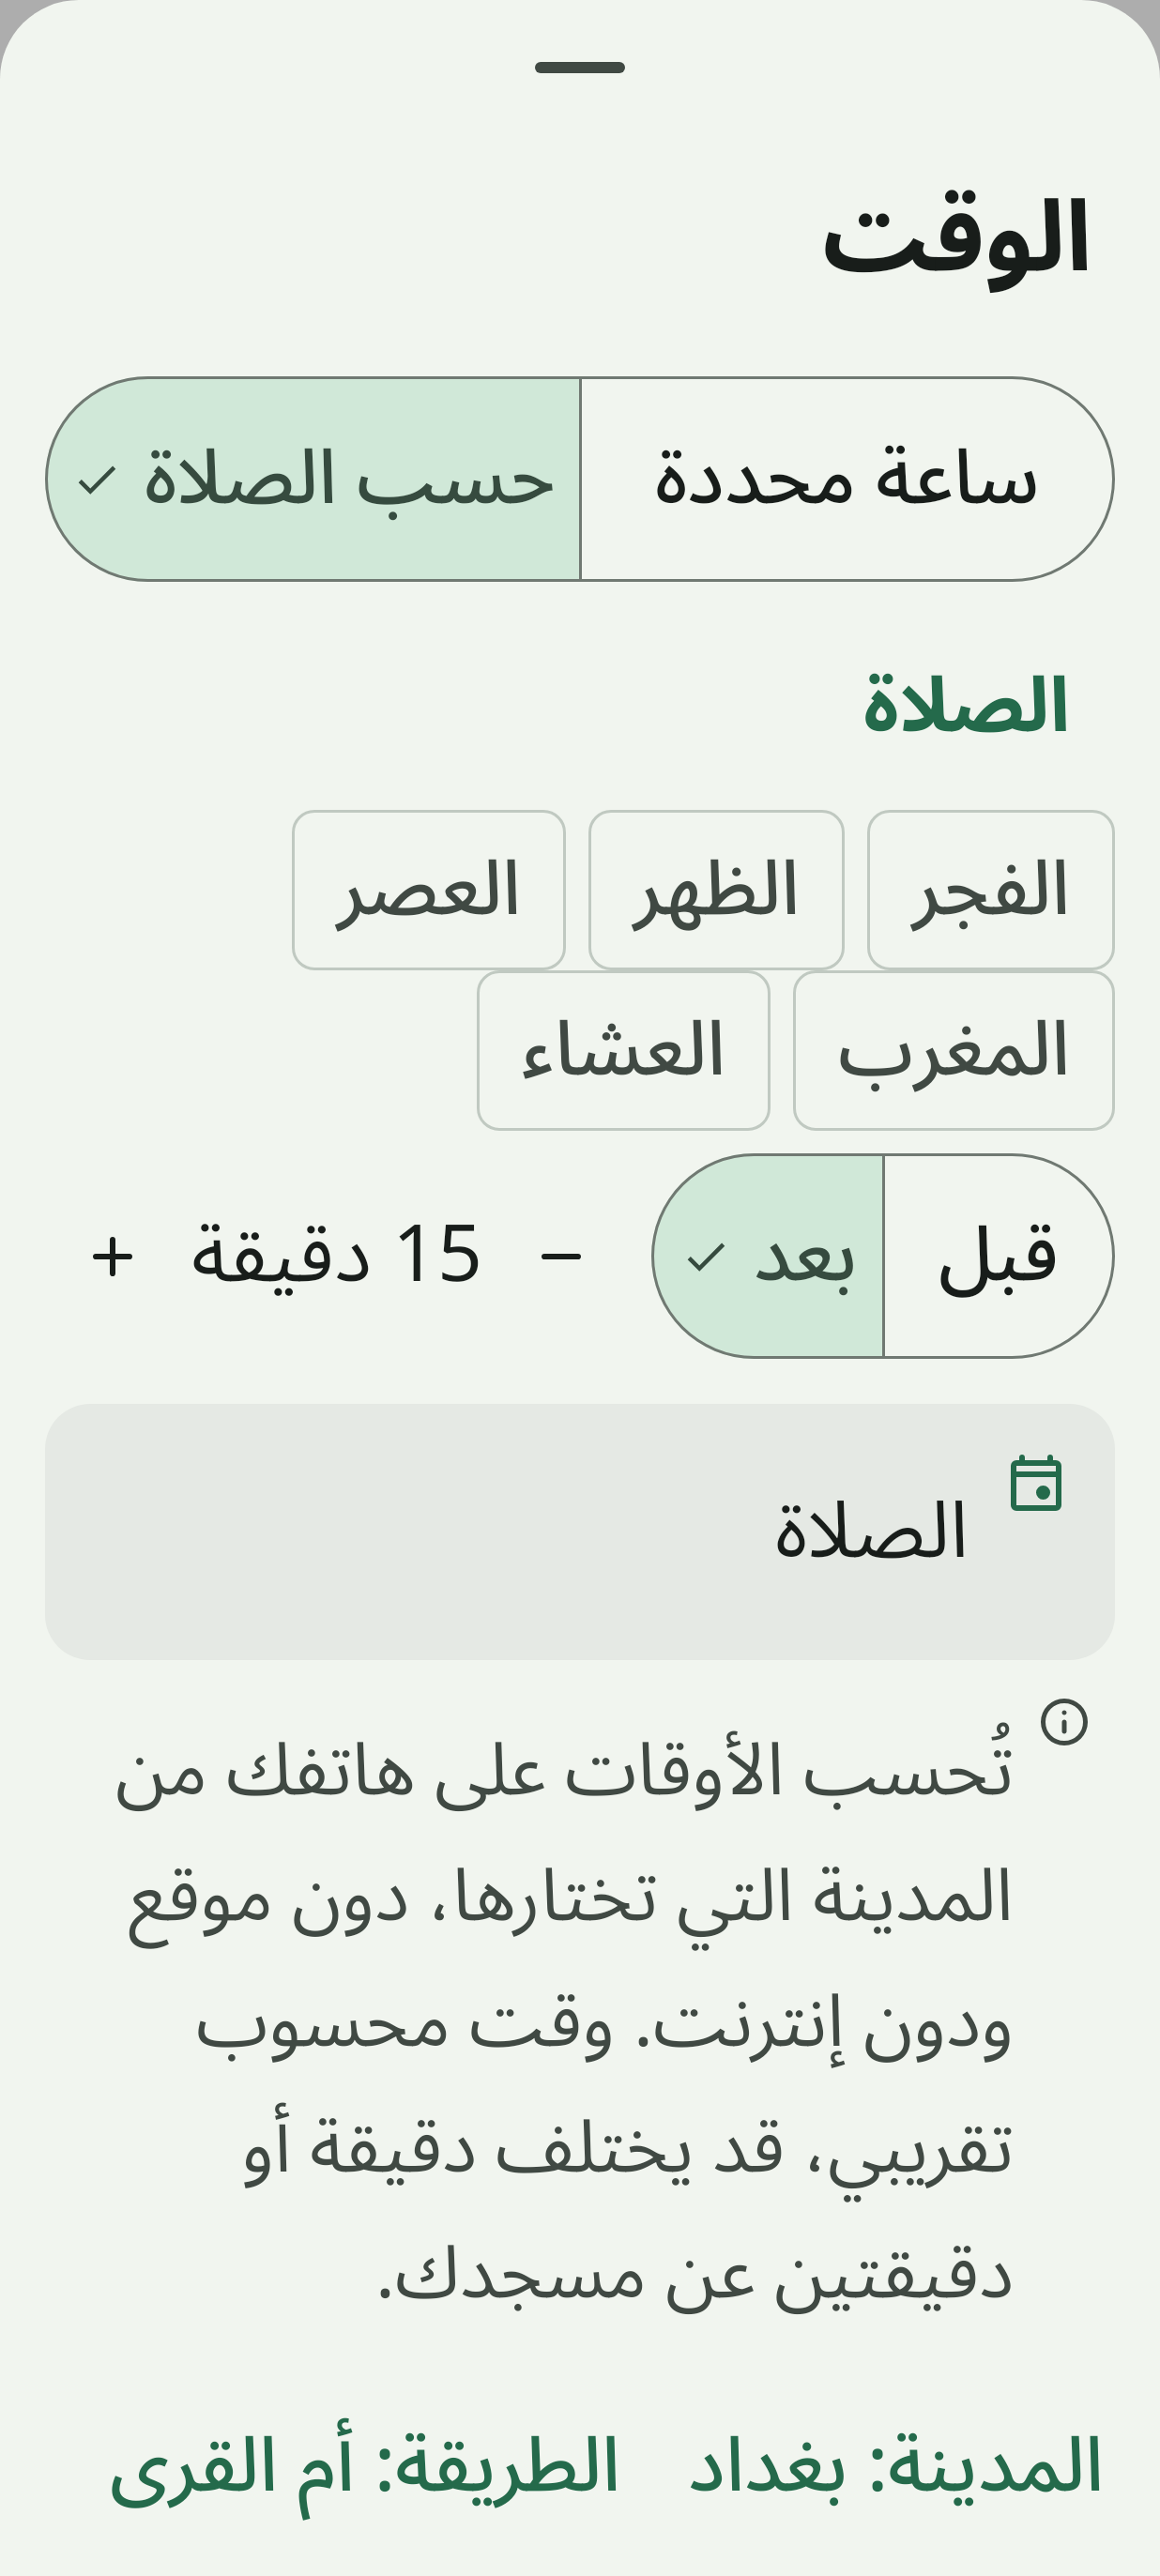 الوقت
ساعة محددة حسب الصلاة
الصلاة
الفجر الظهر العصر
المغرب العشاء
قبل بعد − 15 دقيقة +
الصلاة
تُحسب الأوقات على هاتفك من
المدينة التي تختارها، دون موقع
ودون إنترنت. وقت محسوب
تقريبي، قد يختلف دقيقة أو
دقيقتين عن مسجدك.
المدينة: بغداد الطريقة: أم القرى